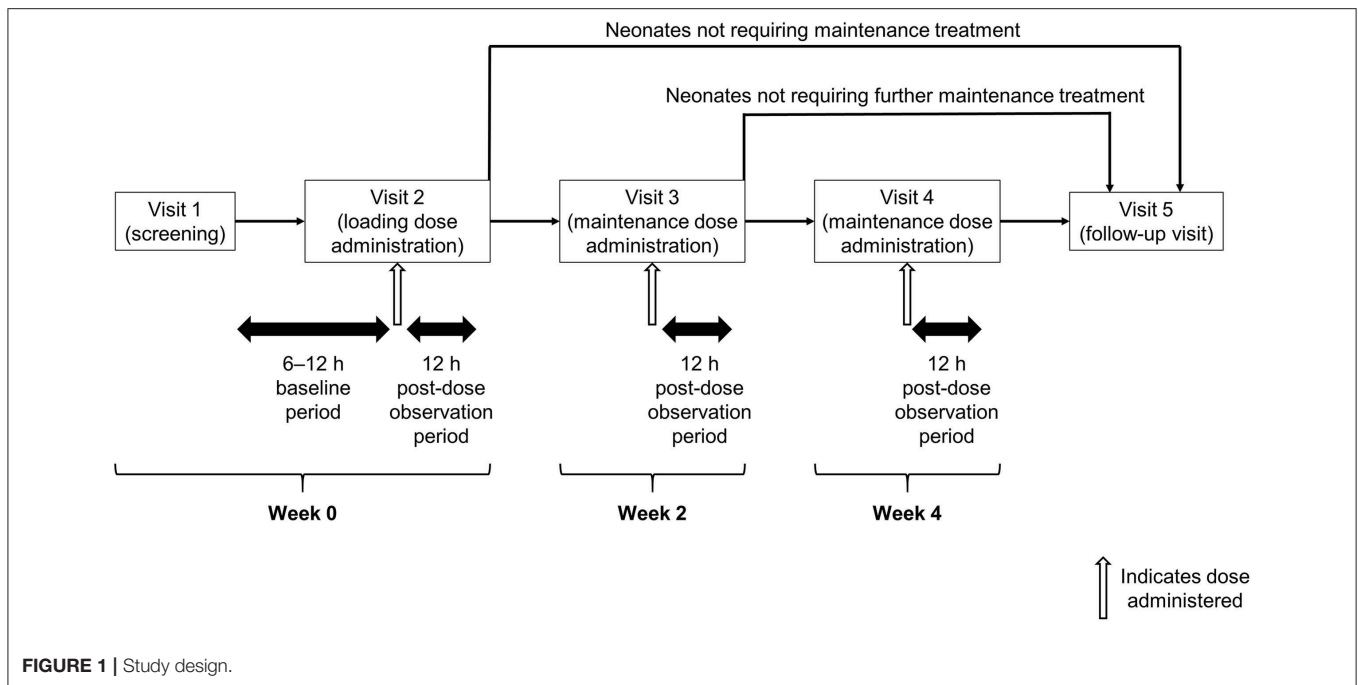 Neonates not requiring maintenance treatment
Neonates not requiring further maintenance treatment
Visit 1
(screening)
Visit 2
(loading dose
administration)
Visit 3
(maintenance dose
administration)
Visit 4
(maintenance dose
administration)
Visit 5
(follow-up visit)
6–12 h
baseline
period
12 h
post-dose
observation
period
12 h
post-dose
observation
period
12 h
post-dose
observation
period
Week 0
Week 2
Week 4
Indicates dose
administered
FIGURE 1 | Study design.